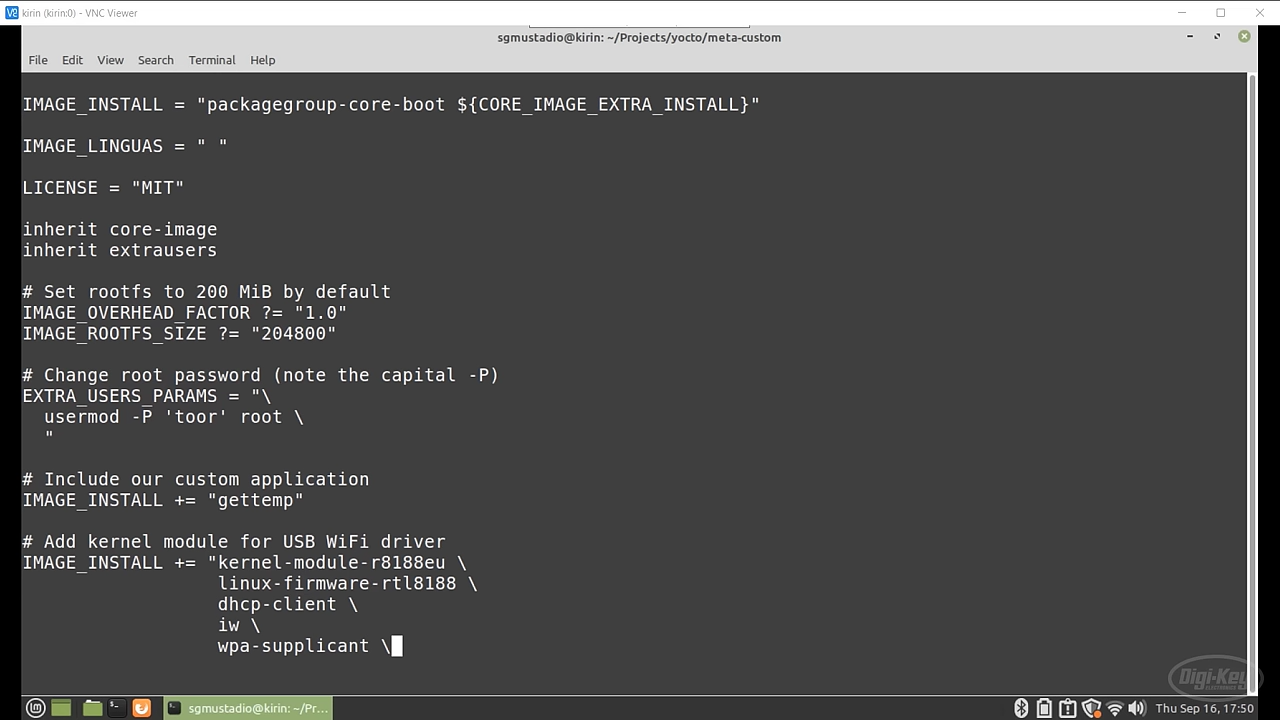 kirin (kirin:0) - VNC Viewer
sgmustadio@kirin: ~/Projects/yocto/meta-custom
File Edit View Search Terminal Help
IMAGE_INSTALL = "packagegroup-core-boot ${CORE_IMAGE_EXTRA_INSTALL}"
IMAGE_LINGUAS = " "
LICENSE = "MIT"
inherit core-image
inherit extrausers
# Set rootfs to 200 MiB by default
IMAGE_OVERHEAD_FACTOR ?= "1.0"
IMAGE_ROOTFS_SIZE ?= "204800"
# Change root password (note the capital -P)
EXTRA_USERS_PARAMS = "\
  usermod -P 'toor' root \
  "
# Include our custom application
IMAGE_INSTALL += "gettemp"
# Add kernel module for USB WiFi driver
IMAGE_INSTALL += "kernel-module-r8188eu \
                  linux-firmware-rtl8188 \
                  dhcp-client \
                  iw \
                  wpa-supplicant \
Digi-Key
ELECTRONICS
sgmustadio@kirin: ~/Pr...
Thu Sep 16, 17:50